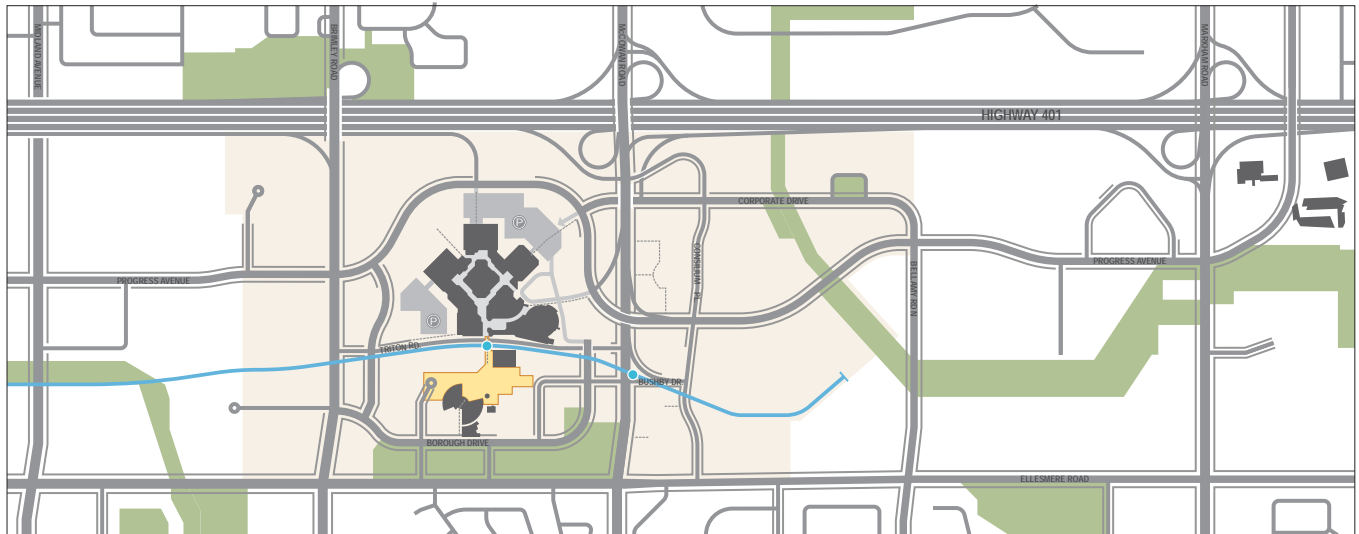 MIDLAND AVENUE
BRIMLEY ROAD
McCOWAN ROAD
MARKHAM ROAD
HIGHWAY 401
CORPORATE DRIVE
P
CONSILIUM PL
BELLAMY RD N
PROGRESS AVENUE
PROGRESS AVENUE
P
TRITON RD
BUSHBY DR.
BOROUGH DRIVE
ELLESMERE ROAD